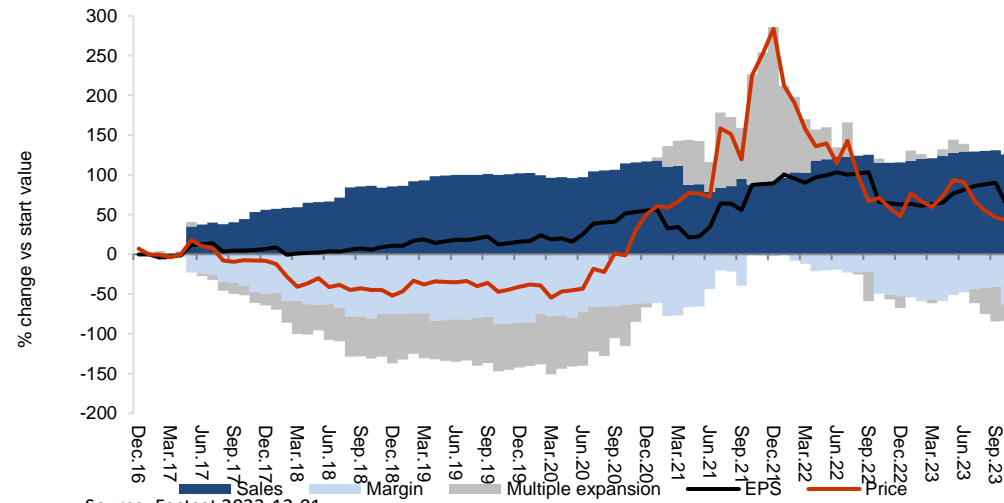 300
250
200
150
100
50
0
-50
-100
-150
-200
% change vs start value
Dec.16
Mar.17
Jun.17
Sep.17
Dec.17
Mar.18
Jun.18
Sep.18
Dec.18
Mar.19
Jun.19
Sep.19
Dec.19
Mar.20
Jun.20
Sep.20
Dec.20
Mar.21
Jun.21
Sep.21
Dec.21
Mar.22
Jun.22
Sep.22
Dec.22
Mar.23
Jun.23
Sep.23
Sales Margin Multiple expansion EPS Price